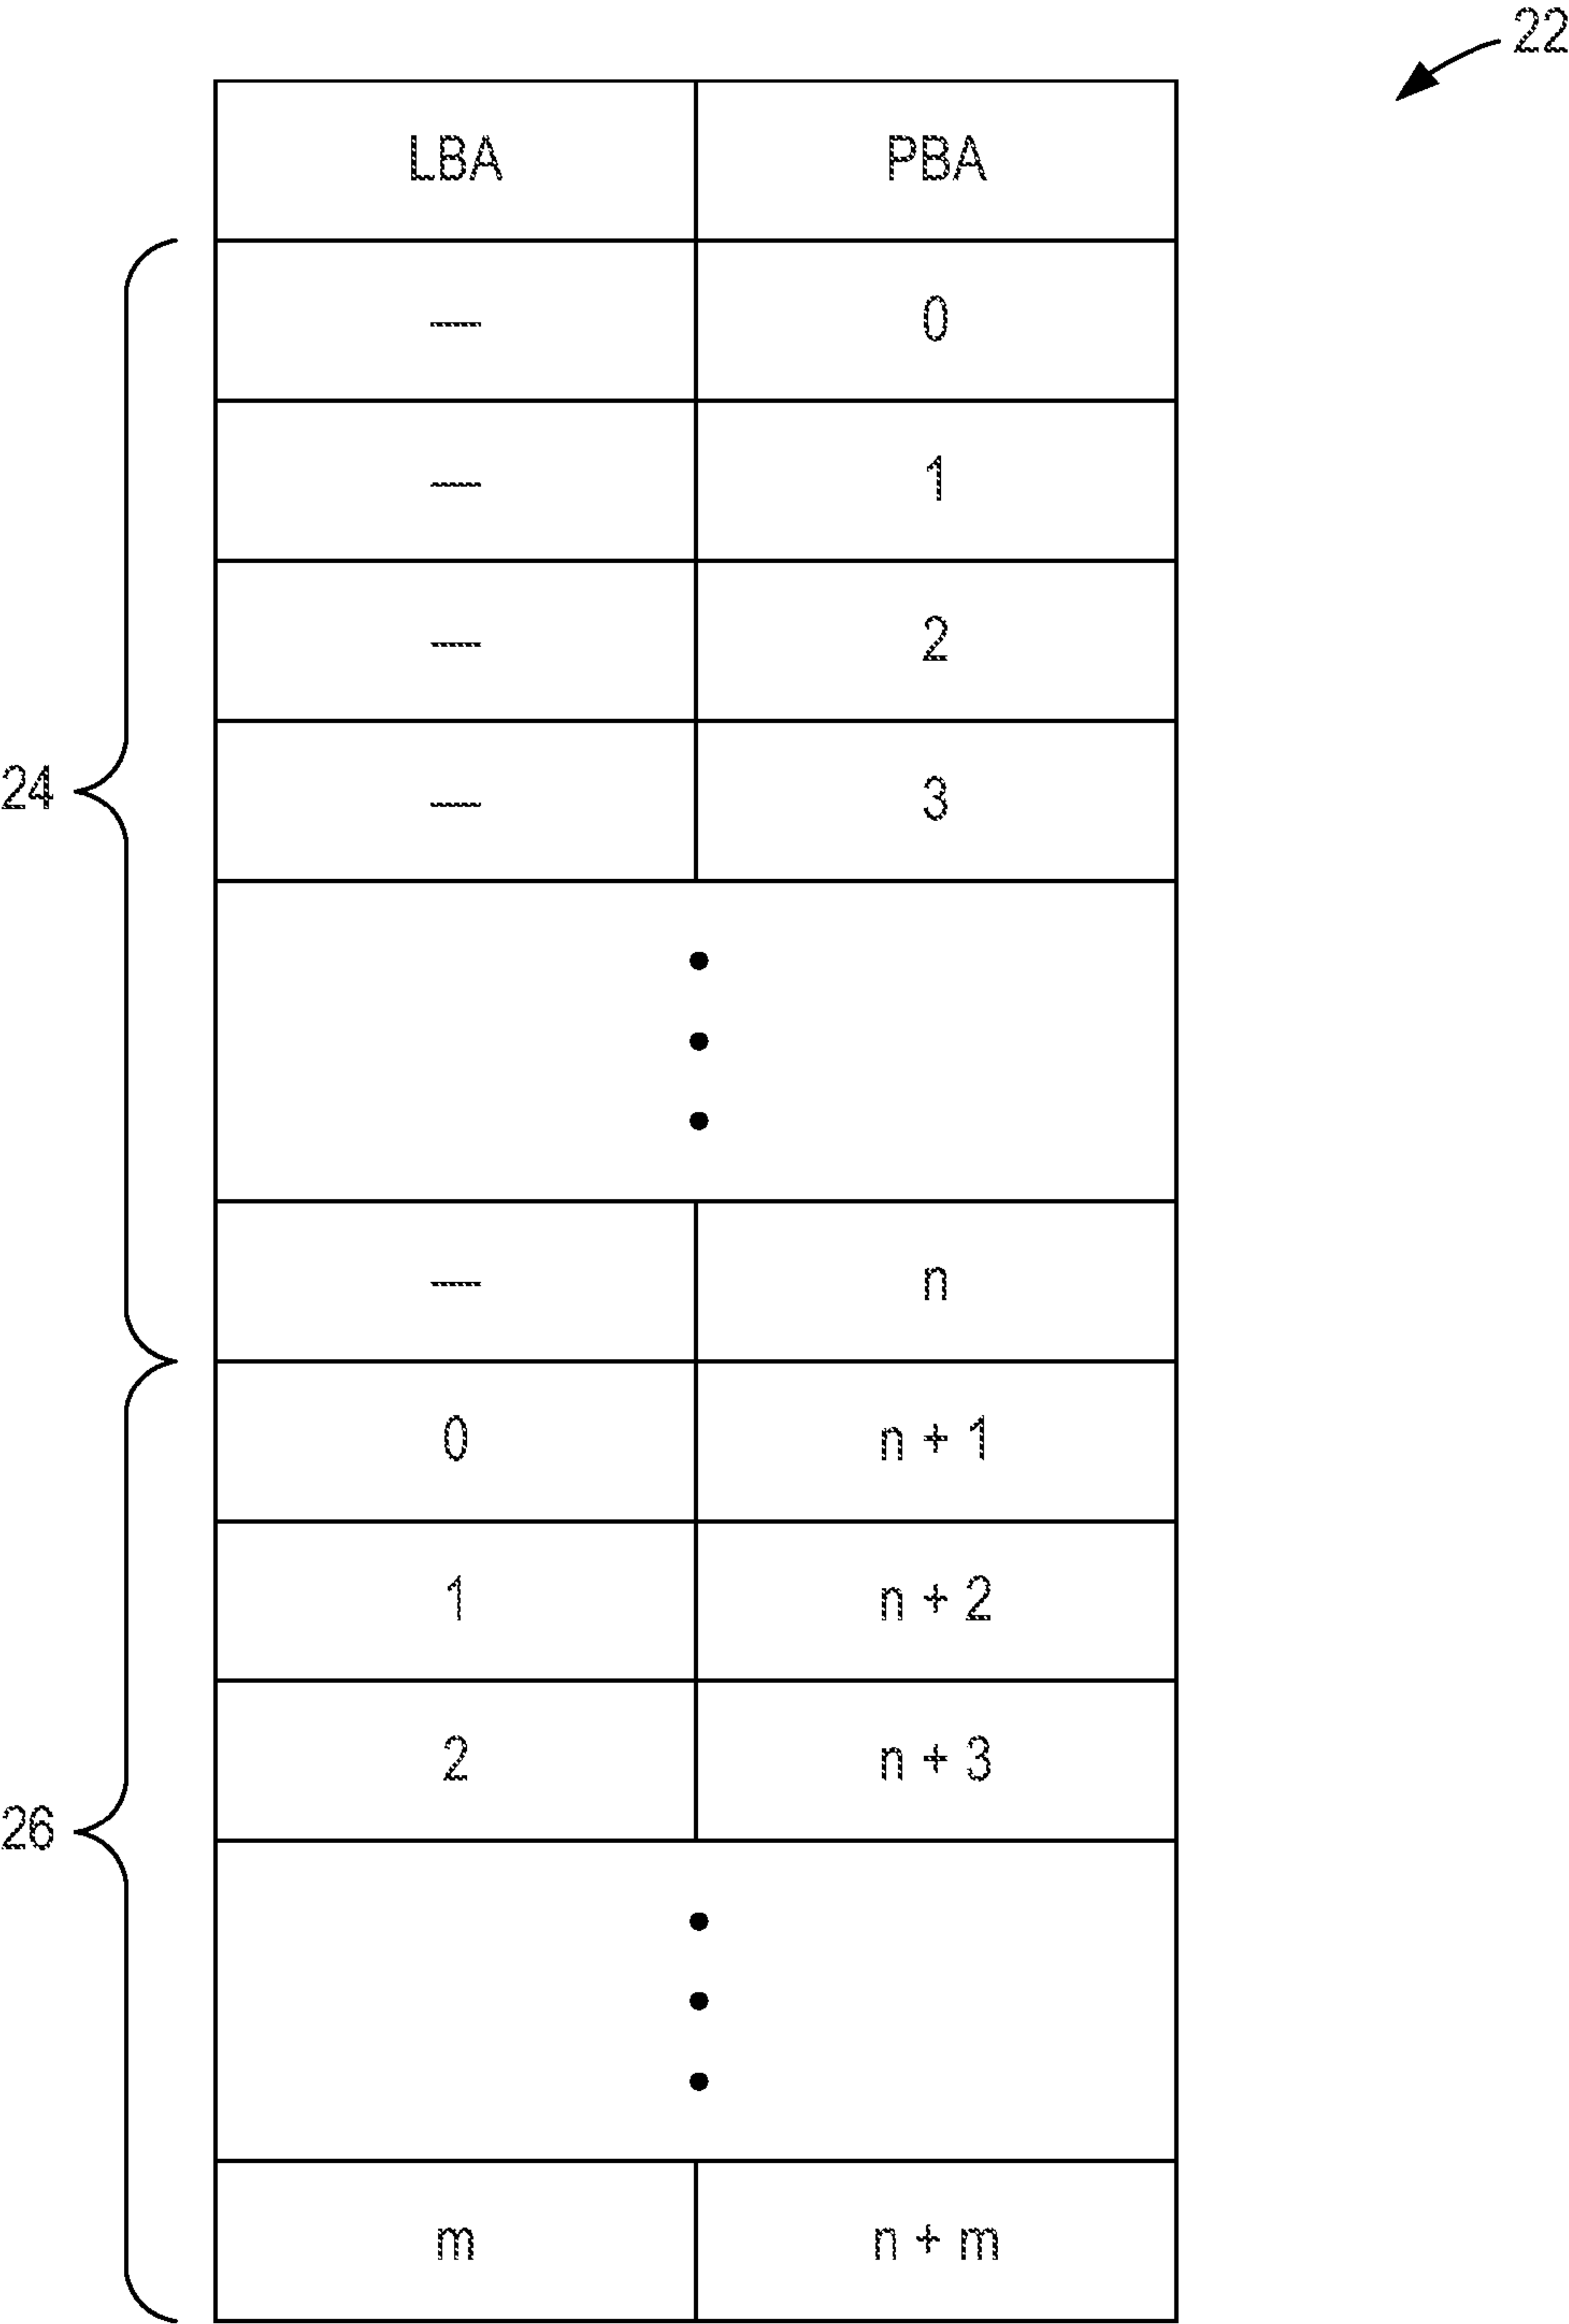 22
LBA PBA
— 0
— 1
— 2
— 3
24
— n
0 n + 1
1 n + 2
2 n + 3
26
m n + m